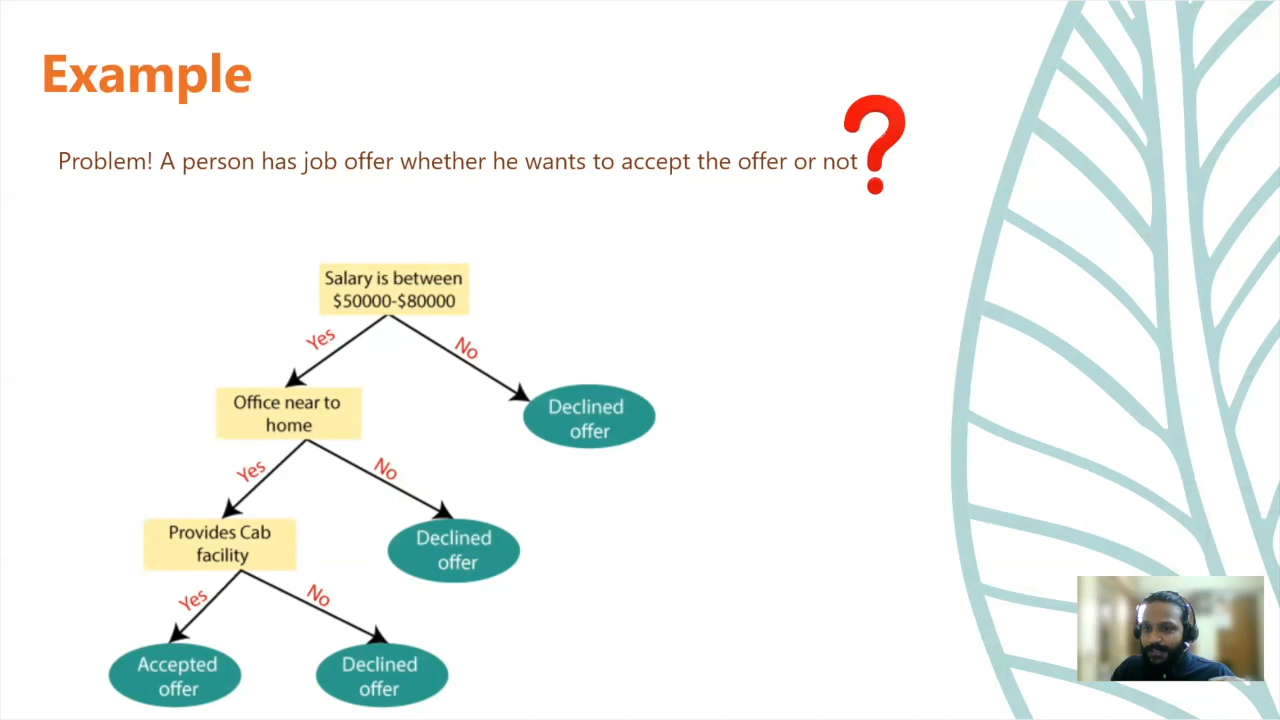 Example
Problem! A person has job offer whether he wants to accept the offer or not
?
Salary is between
$50000-$80000
Yes
No
Office near to
home
Declined
offer
Yes
No
Provides Cab
facility
Declined
offer
Yes
No
Accepted
offer
Declined
offer